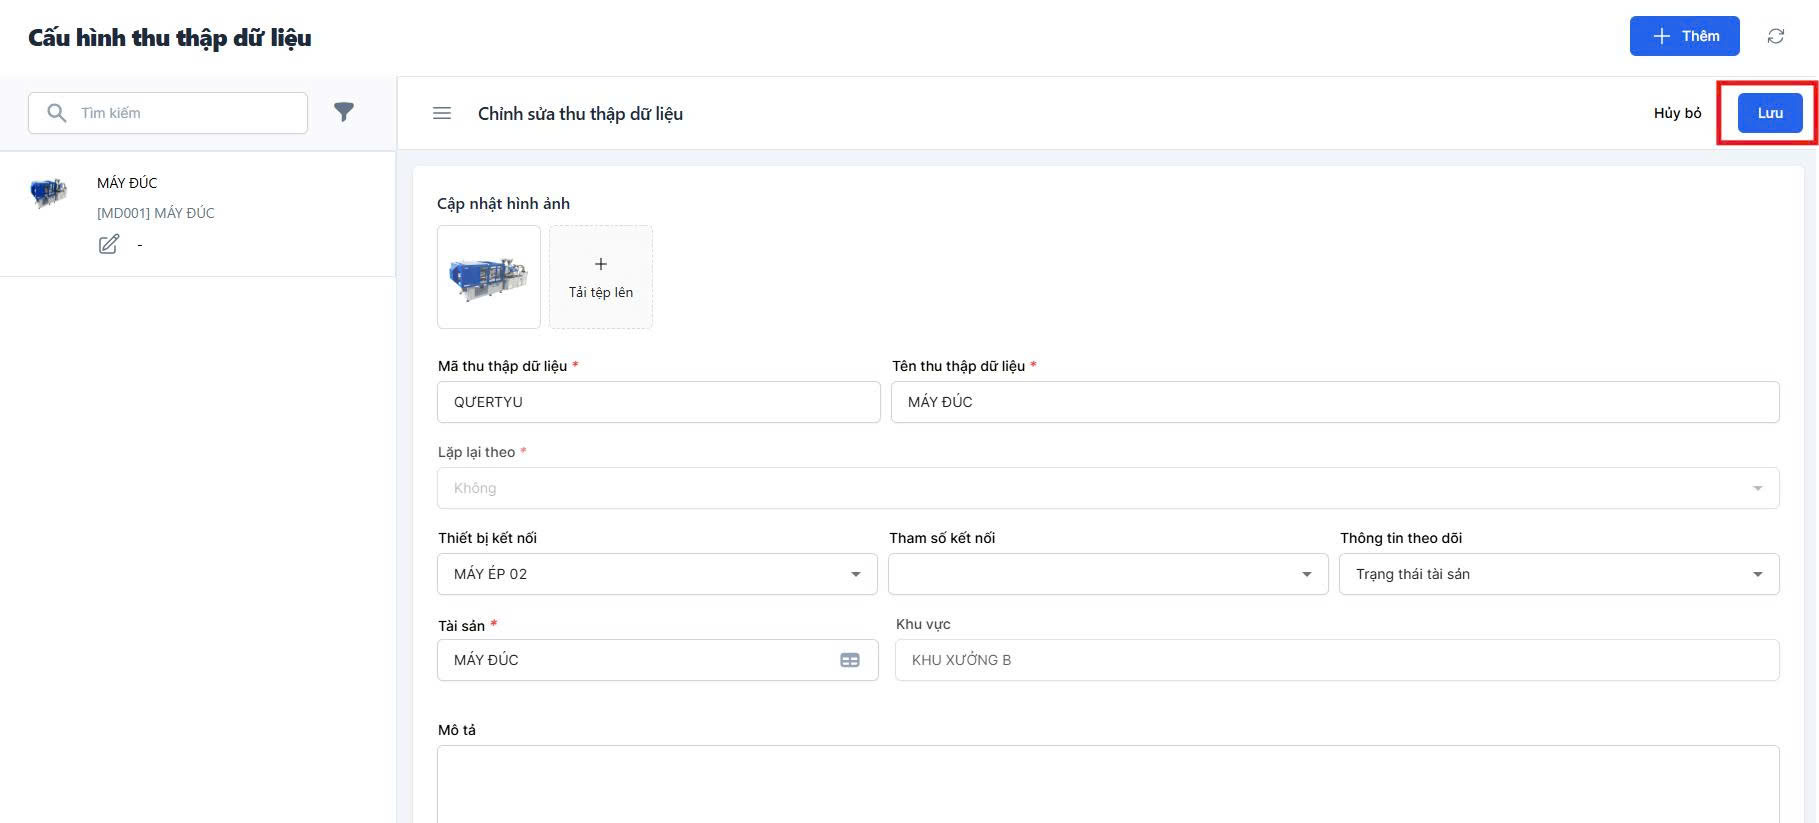 Cấu hình thu thập dữ liệu
Thêm
Tìm kiếm
Chỉnh sửa thu thập dữ liệu
Hủy bỏ
Lưu
MÁY ĐÚC
[MD001] MÁY ĐÚC
-
Cập nhật hình ảnh
Tải tệp lên
Mã thu thập dữ liệu *
Tên thu thập dữ liệu *
QƯERTYU
MÁY ĐÚC
Lặp lại theo *
Không
Thiết bị kết nối
Tham số kết nối
Thông tin theo dõi
MÁY ÉP 02
Trạng thái tài sản
Tài sản *
Khu vực
MÁY ĐÚC
KHU XƯỞNG B
Mô tả